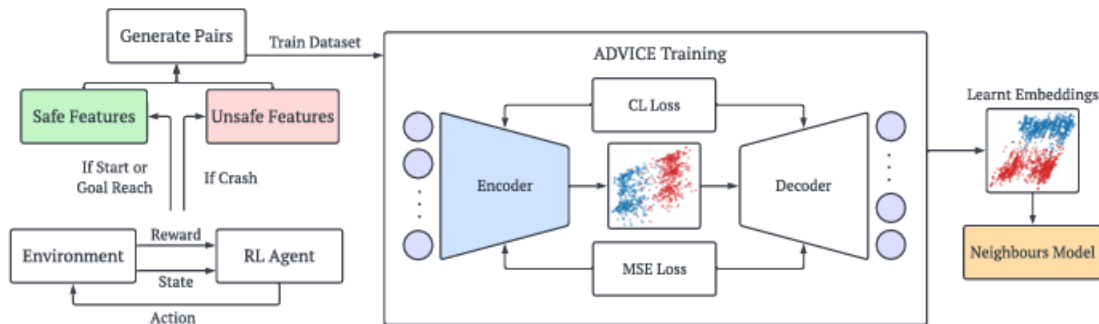 Generate Pairs
Train Dataset
Safe Features
Unsafe Features
If Start or
Goal Reach
If Crash
Environment
Reward
State
RL Agent
Action
ADVICE Training
CL Loss
Encoder
Decoder
MSE Loss
Learnt Embeddings
Neighbours Model